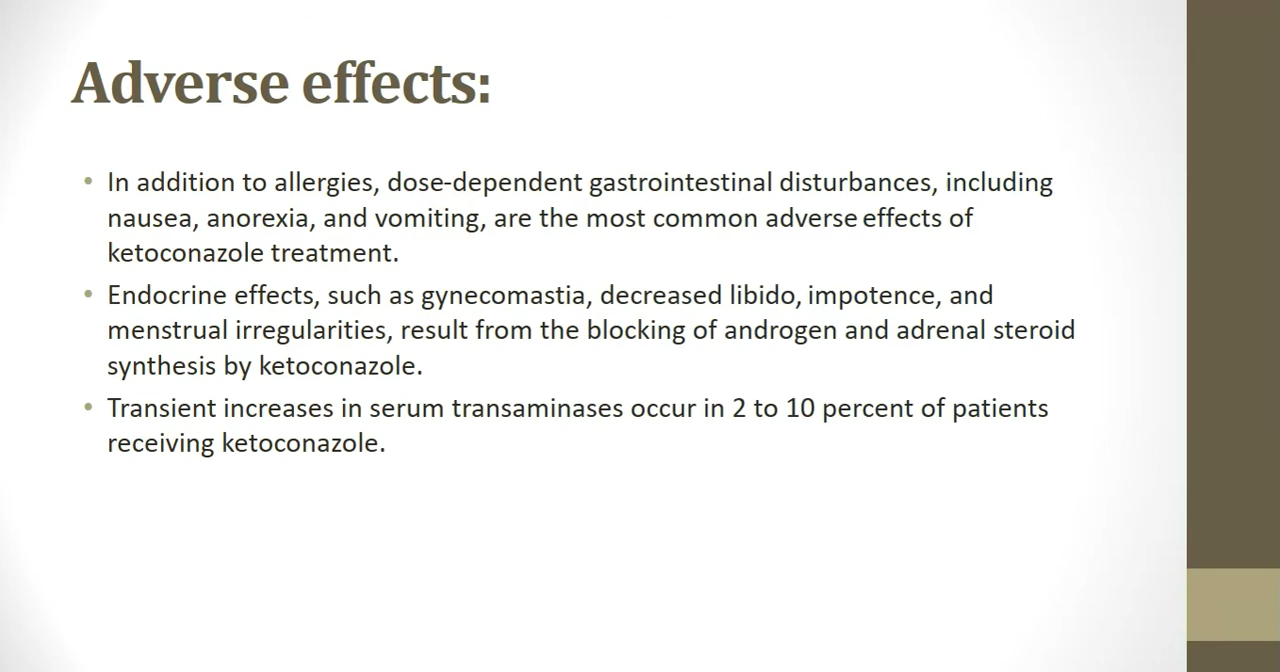 Adverse effects:
• In addition to allergies, dose-dependent gastrointestinal disturbances, including
nausea, anorexia, and vomiting, are the most common adverse effects of
ketoconazole treatment.
• Endocrine effects, such as gynecomastia, decreased libido, impotence, and
menstrual irregularities, result from the blocking of androgen and adrenal steroid
synthesis by ketoconazole.
• Transient increases in serum transaminases occur in 2 to 10 percent of patients
receiving ketoconazole.